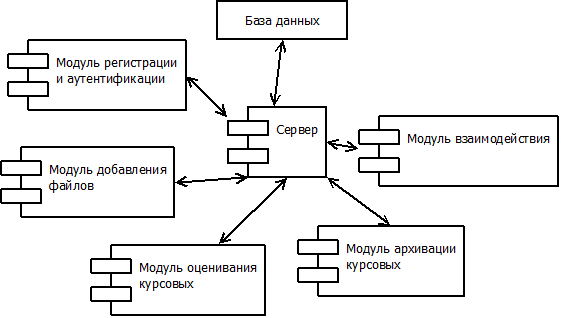 База данных
Модуль регистрации
и аутентификации
Сервер
Модуль взаимодействия
Модуль добавления
файлов
Модуль архивации
курсовых
Модуль оценивания
курсовых